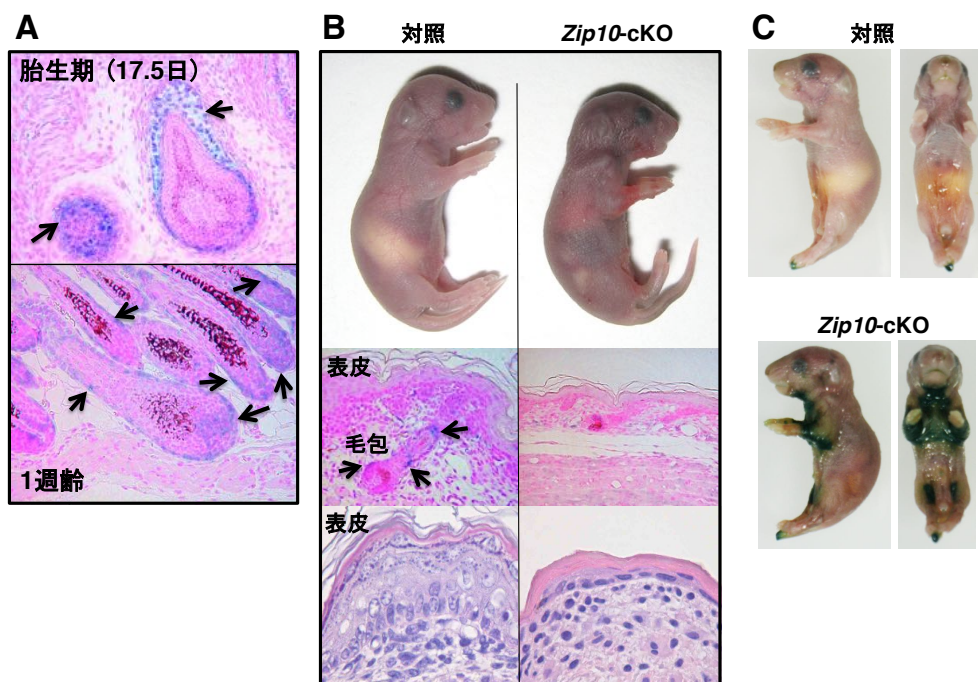 A
胎生期（17.5日）
1週齢
B
対照
Zip10-cKO
表皮
毛包
表皮
C
対照
Zip10-cKO